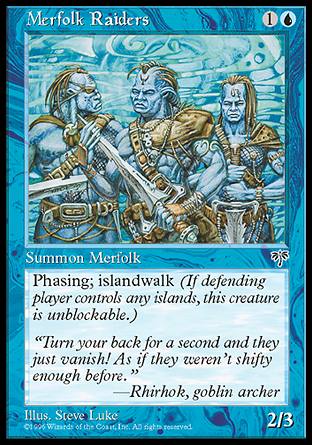 Merfolk Raiders 1
Summon Merfolk
Phasing; islandwalk (If defending
player controls any islands, this creature
is unblockable.)
"Turn your back for a second and they
just vanish! As if they weren't shifty
enough before."
—Rhirhok, goblin archer
Illus. Steve Luke
©1996 Wizards of the Coast, Inc. All rights reserved.
2/3